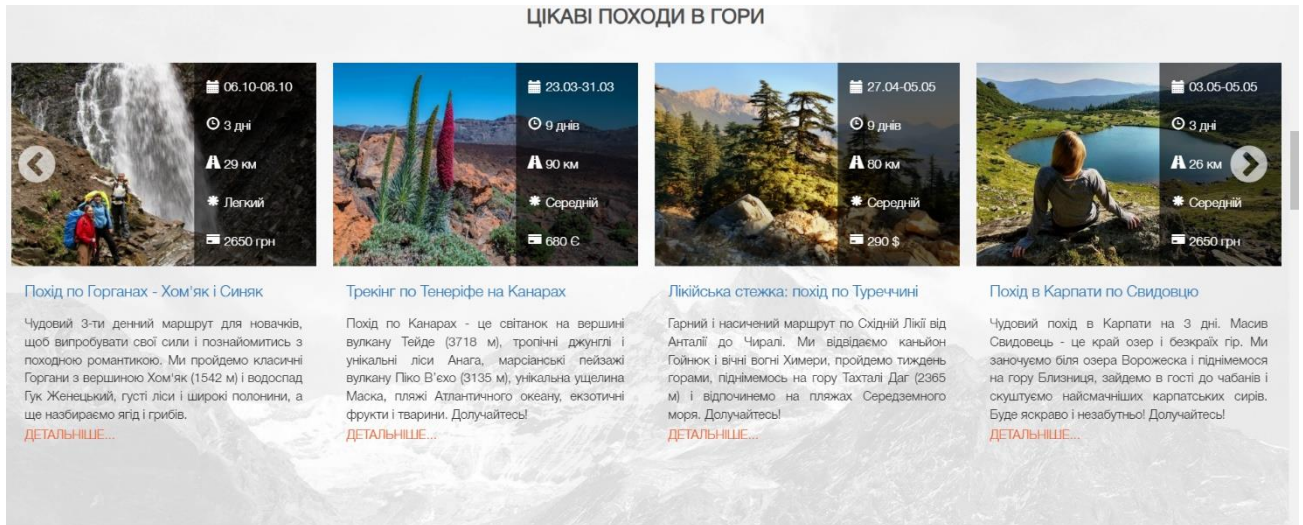 ЦІКАВІ ПОХОДИ В ГОРИ
06.10-08.10
3 дні
29 км
Легкий
2650 грн
Похід по Горганах - Хом'як і Синяк
Чудовий 3-ти денний маршрут для новачків,
щоб випробувати свої сили і познайомитись з
походною романтикою. Ми пройдемо класичні
Горгани з вершиною Хом'як (1542 м) і водоспад
Гук Женецький, густі ліси і широкі полонини, а
ще назбираємо ягід і грибів.
ДЕТАЛЬНІШЕ...
23.03-31.03
9 днів
90 км
Середній
680 €
Трекінг по Тенеріфе на Канарах
Похід по Канарах - це світанок на вершині
вулкану Тейде (3718 м), тропічні джунглі і
унікальні ліси Анага, марсіанські пейзажі
вулкану Піко В'єхо (3135 м), унікальна ущелина
Маска, пляжі Атлантичного океану, екзотичні
фрукти і тварини. Долучайтесь!
ДЕТАЛЬНІШЕ...
27.04-05.05
9 днів
80 км
Середній
290 $
Лікійська стежка: похід по Туреччині
Гарний і насичений маршрут по Східній Лікії від
Анталії до Чиралі. Ми відвідаємо каньйон
Гойнюк і вічні вогні Химери, пройдемо тиждень
горами, піднімемось на гору Тахталі Даг (2365
м) і відпочинемо на пляжах Середземного
моря. Долучайтесь!
ДЕТАЛЬНІШЕ...
03.05-05.05
3 дні
26 км
Середній
2650 грн
Похід в Карпати по Свидовцю
Чудовий похід в Карпати на 3 дні. Масив
Свидовець - це край озер і безкраїх гір. Ми
заночуємо біля озера Ворожеска і піднімемося
на гору Близниця, зайдемо в гості до чабанів і
скуштуємо найсмачніших карпатських сирів.
Буде яскраво і незабутньо! Долучайтесь!
ДЕТАЛЬНІШЕ...